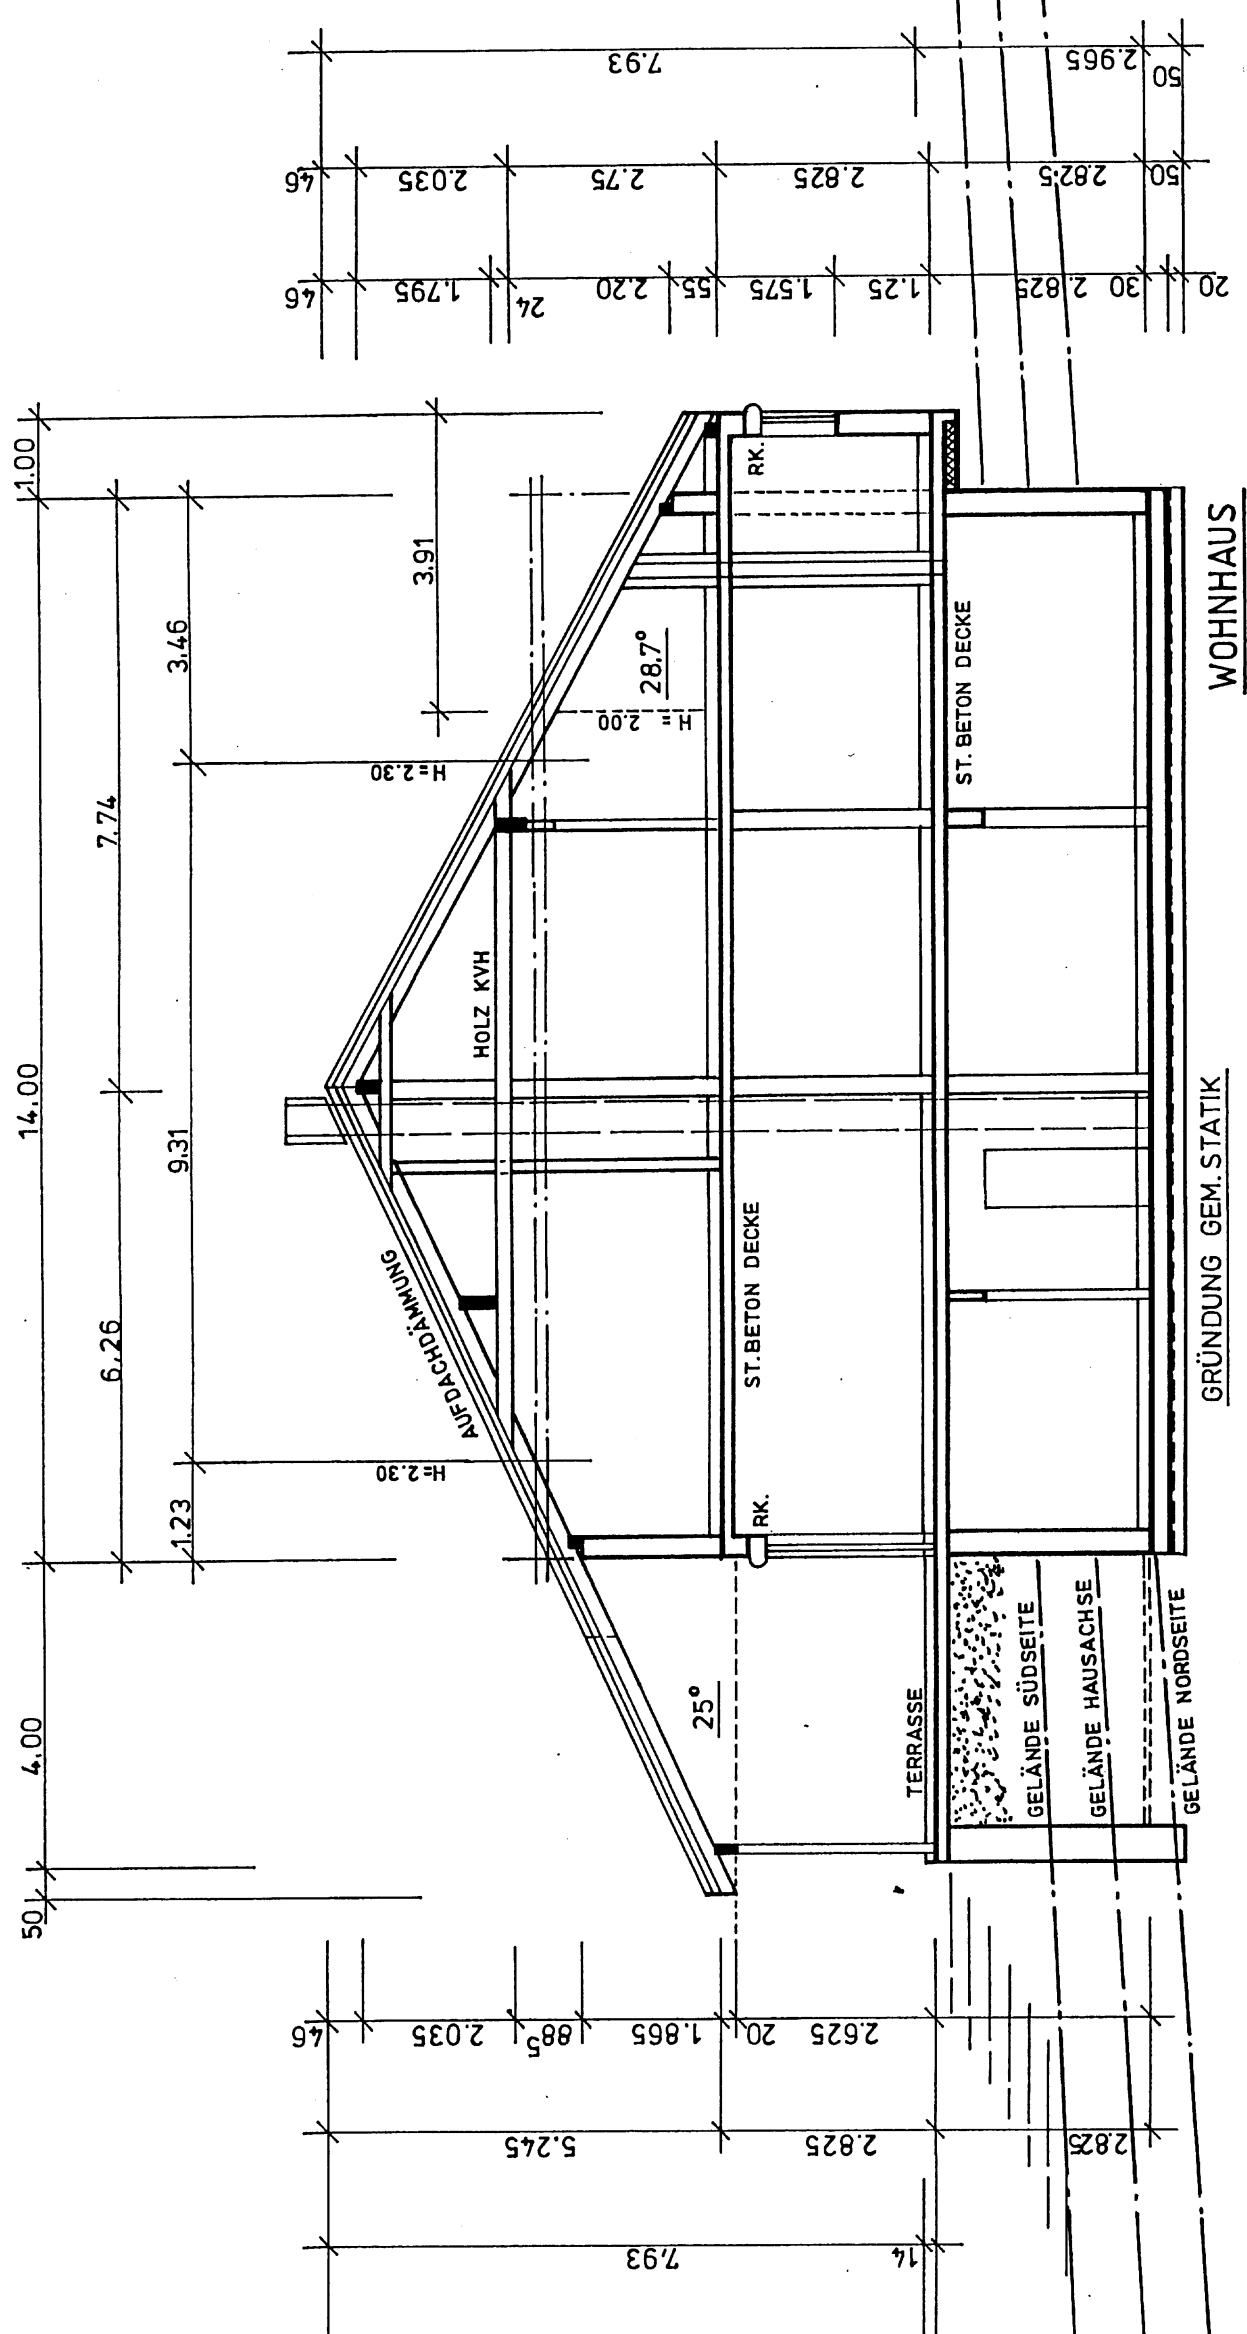 50
4.00
14.00
1.00
6,26
7.74
1.23
9.31
3.46
3.91
H=2.30
H=2.30
H= 2.00
AUFDACHDÄMMUNG
HOLZ KVH
28,7°
25°
RK.
RK.
ST.BETON DECKE
ST.BETON DECKE
TERRASSE
GELÄNDE SÜDSEITE
GELÄNDE HAUSACHSE
GELÄNDE NORDSEITE
GRÜNDUNG GEM.STATIK
WOHNHAUS
7.93
14
5.245
2.825
2.825
46
2.035
885
1.865
20
2.625
46
1.795
24
2.20
55
1.575
1.25
2.825
30
20
46
2.035
2.75
2.825
2.825
50
7.93
2.965
50